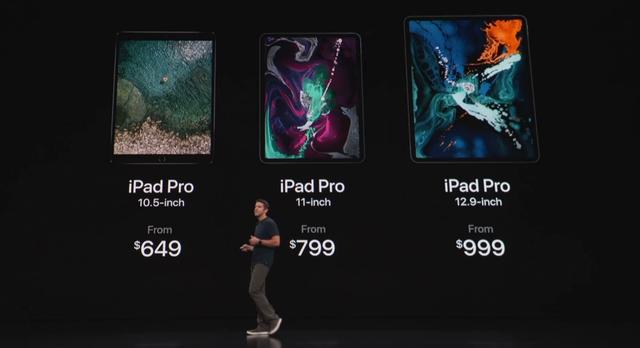 iPad Pro
10.5-inch
From
$649
iPad Pro
11-inch
From
$799
iPad Pro
12.9-inch
From
$999